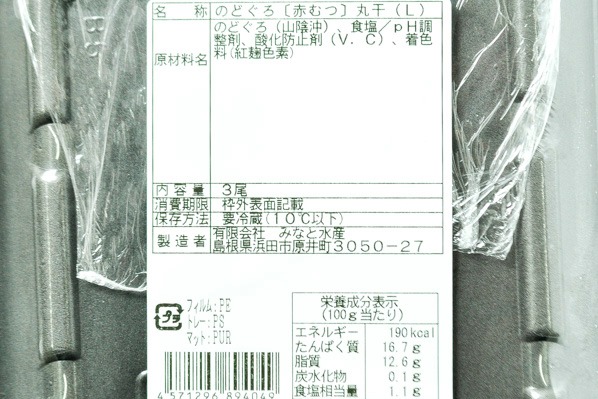 名　称 のどぐろ〔赤むつ〕丸干（L）
原材料名 のどぐろ（山陰沖）、食塩／pH調
整剤、酸化防止剤（V．C）、着色
料(紅麹色素)
内容量 3尾
消費期限 枠外表面記載
保存方法 要冷蔵(10℃以下)
製造者 有限会社　みなと水産
島根県浜田市原井町3050-27
プラ
フィルム:PE
トレー:PS
マット:PUR
4571296894049
栄養成分表示
(100g当たり)
エネルギー 190kcal
たんぱく質 16.7g
脂質 12.6g
炭水化物 0.1g
食塩相当量 1.1g